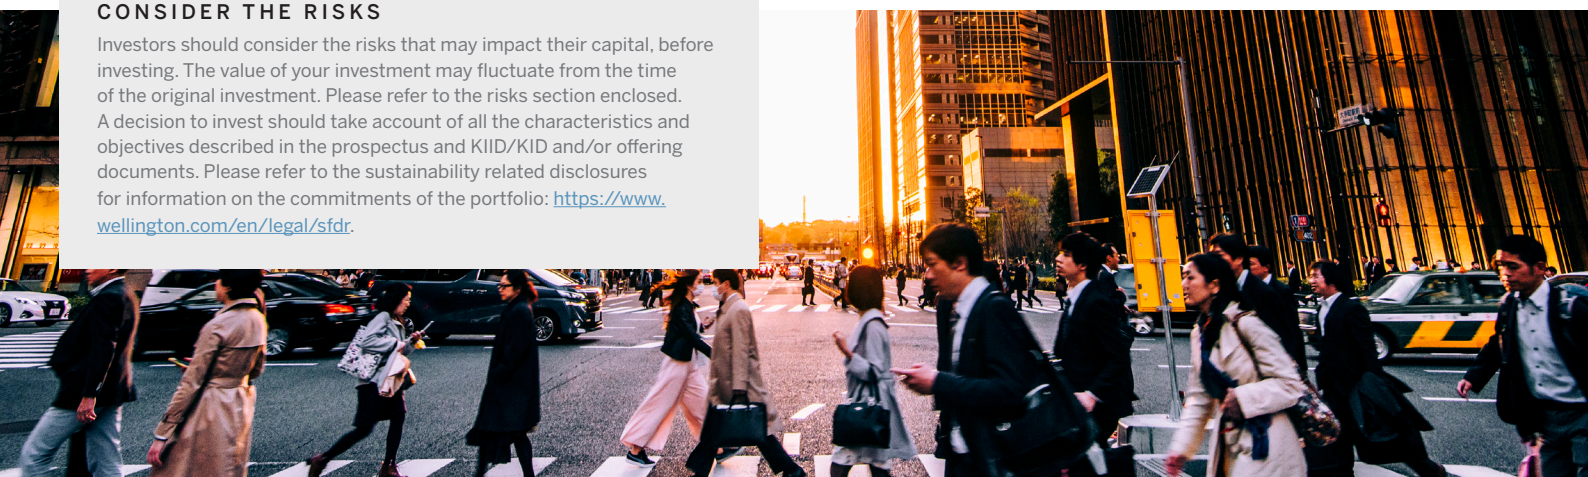 CONSIDER THE RISKS
Investors should consider the risks that may impact their capital, before
investing. The value of your investment may fluctuate from the time
of the original investment. Please refer to the risks section enclosed.
A decision to invest should take account of all the characteristics and
objectives described in the prospectus and KIID/KID and/or offering
documents. Please refer to the sustainability related disclosures
for information on the commitments of the portfolio: https://www.
wellington.com/en/legal/sfdr.